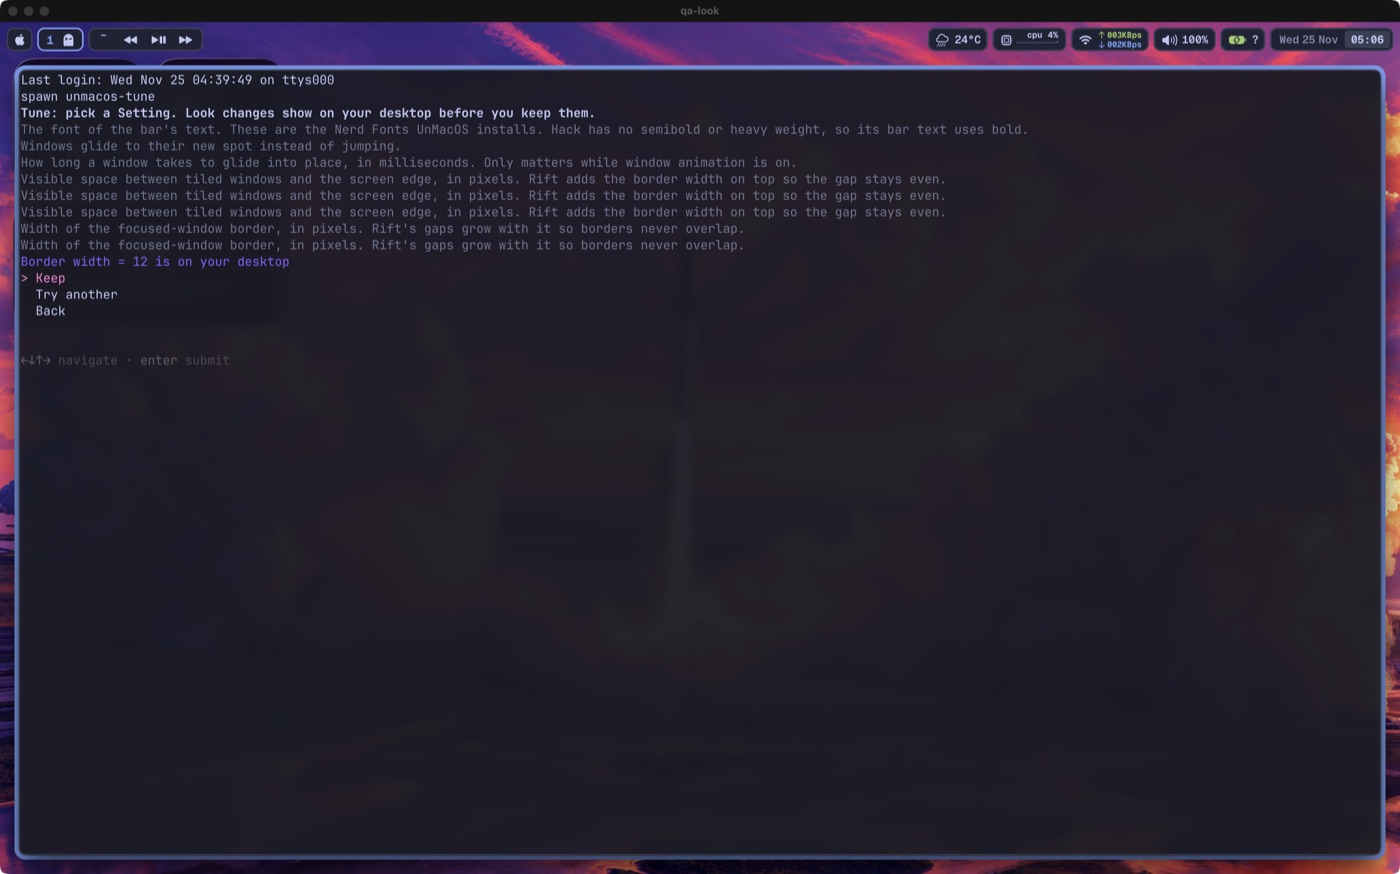 qa-look
1
24°C
cpu 4%
↑ 003KBps
↓ 002KBps
100%
?
Wed 25 Nov 05:06
Last login: Wed Nov 25 04:39:49 on ttys000
spawn unmacos-tune
Tune: pick a Setting. Look changes show on your desktop before you keep them.
The font of the bar's text. These are the Nerd Fonts UnMacOS installs. Hack has no semibold or heavy weight, so its bar text uses bold.
Windows glide to their new spot instead of jumping.
How long a window takes to glide into place, in milliseconds. Only matters while window animation is on.
Visible space between tiled windows and the screen edge, in pixels. Rift adds the border width on top so the gap stays even.
Visible space between tiled windows and the screen edge, in pixels. Rift adds the border width on top so the gap stays even.
Visible space between tiled windows and the screen edge, in pixels. Rift adds the border width on top so the gap stays even.
Width of the focused-window border, in pixels. Rift's gaps grow with it so borders never overlap.
Width of the focused-window border, in pixels. Rift's gaps grow with it so borders never overlap.
Border width = 12 is on your desktop
> Keep
Try another
Back
←↓↑→ navigate • enter submit